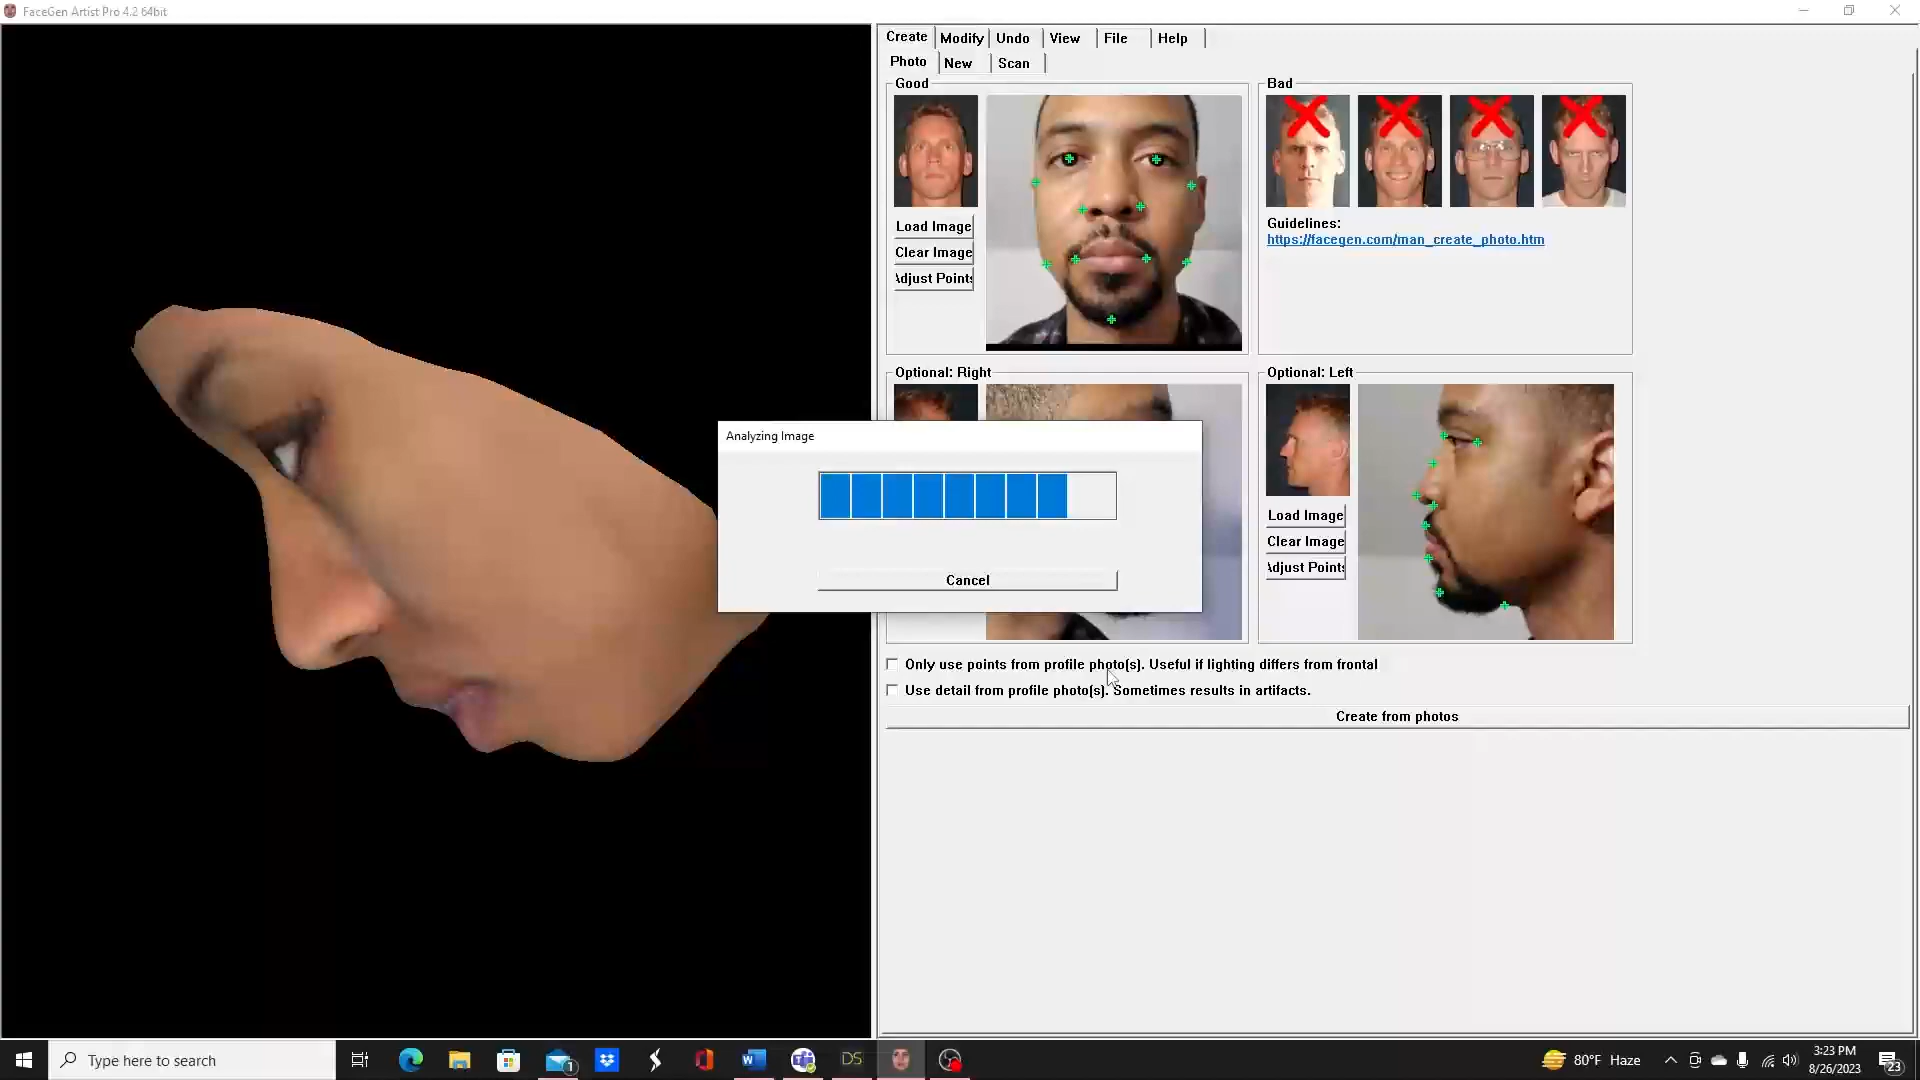 FaceGen Artist Pro 4.2 64bit
Create Modify Undo View File Help
Photo New Scan
Good
Load Image
Clear Image
Adjust Points
Bad
Guidelines:
https://facegen.com/man_create_photo.htm
Optional: Right
Optional: Left
Load Image
Clear Image
Adjust Points
Analyzing Image
Cancel
Only use points from profile photo(s). Useful if lighting differs from frontal
Use detail from profile photo(s). Sometimes results in artifacts.
Create from photos
Type here to search
1
W
DS
80°F Haze
3:23 PM
8/26/2023
23